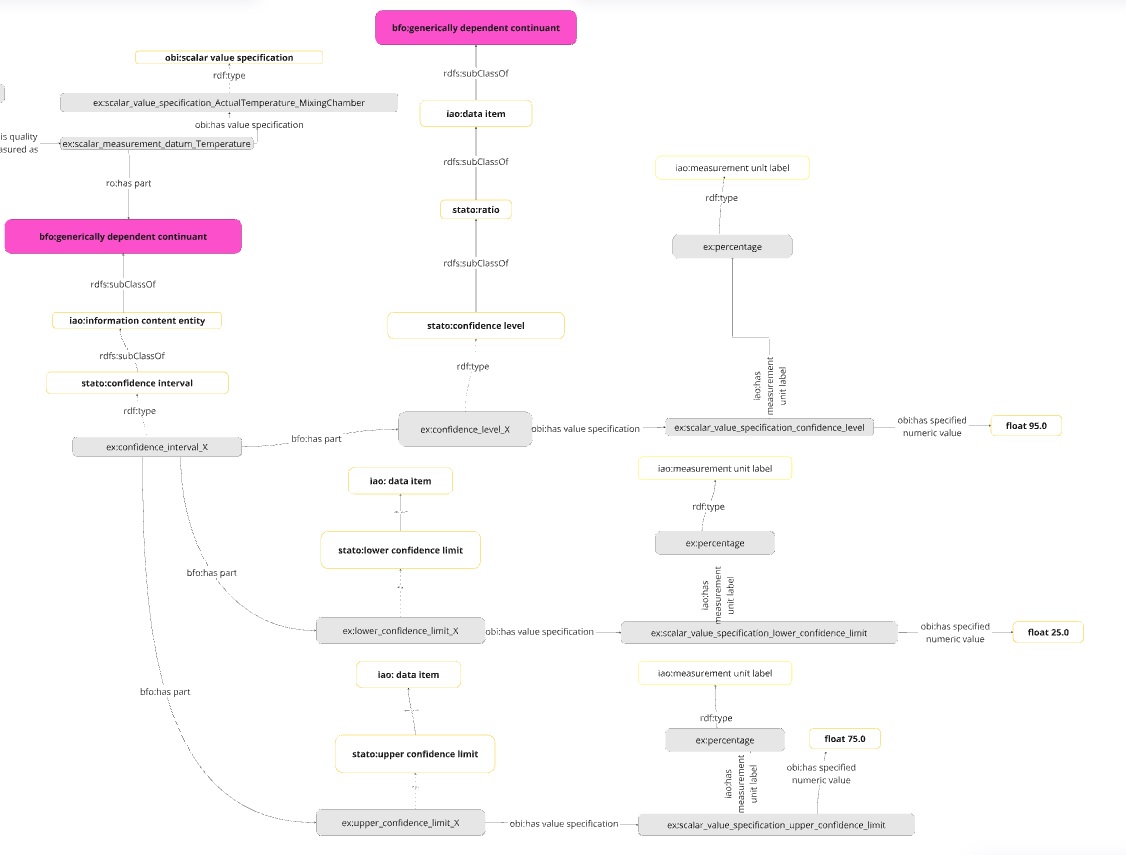 bfo:generically dependent continuant
obi:scalar value specification
rdfs:subClassOf
rdf:type
ex:scalar_value_specification_ActualTemperature_MixingChamber
iao:data item
obi:has value specification
is quality
asured as
ex:scalar_measurement_datum_Temperature
rdfs:subClassOf
iao:measurement unit label
ro:has part
rdf:type
stato:ratio
bfo:generically dependent continuant
ex:percentage
rdfs:subClassOf
rdfs:subClassOf
iao:information content entity
stato:confidence level
rdfs:subClassOf
rdf:type
stato:confidence interval
iao:has
measurement
unit label
rdf:type
ex:confidence_level_X
obi:has value specification
ex:scalar_value_specification_confidence_level
obi:has specified
numeric value
float 95.0
bfo:has part
ex:confidence_interval_X
iao:measurement unit label
iao: data item
rdf:type
ex:percentage
stato:lower confidence limit
bfo:has part
iao:has
measurement
unit label
ex;lower_confidence_limit_X
obi:has value specification
ex:scalar_value_specification_lower_confidence_limit
obi:has specified
numeric value
float 25.0
iao:measurement unit label
iao: data item
bfo:has part
rdf:type
ex:percentage
float 75.0
stato:upper confidence limit
iao:has
measurement
unit label
obi:has specified
numeric value
ex;upper_confidence_limit_X
obi:has value specification
ex:scalar_value_specification_upper_confidence_limit